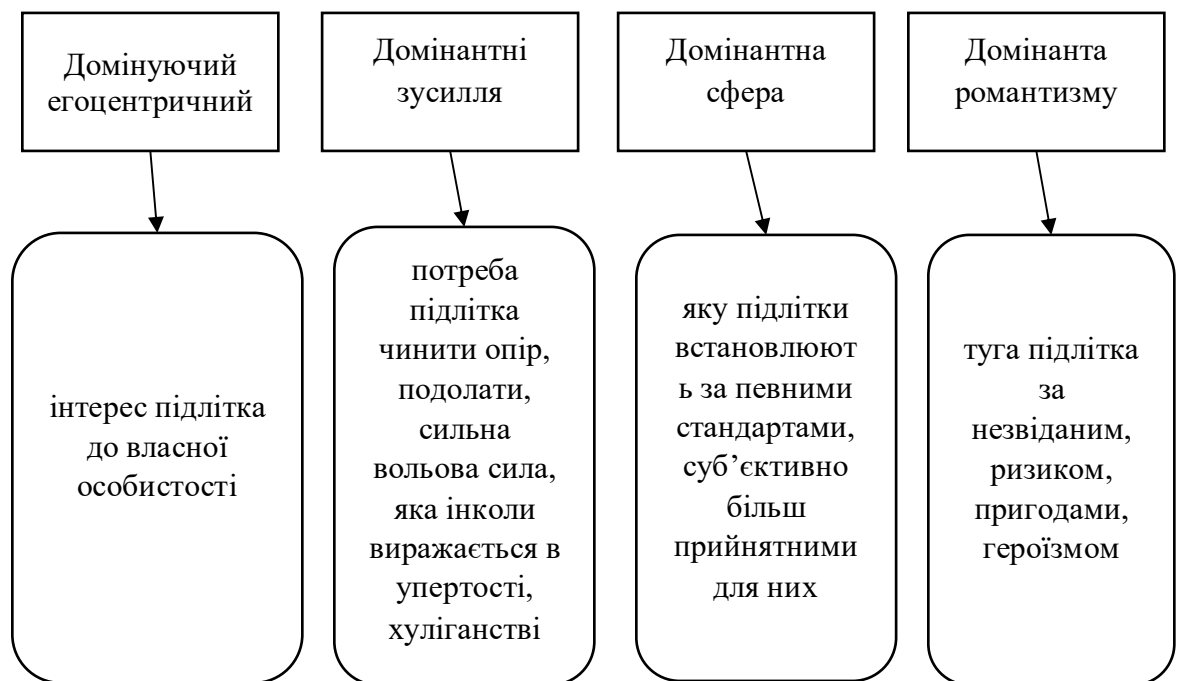 Домінуючий
егоцентричний
Домінантні
зусилля
Домінантна
сфера
Домінанта
романтизму
інтерес підлітка
до власної
особистості
потреба
підлітка
чинити опір,
подолати,
сильна
вольова сила,
яка інколи
виражається в
упертості,
хуліганстві
яку підлітки
встановлюют
ь за певними
стандартами,
суб’єктивно
більш
прийнятними
для них
туга підлітка
за
незвіданим,
ризиком,
пригодами,
героїзмом